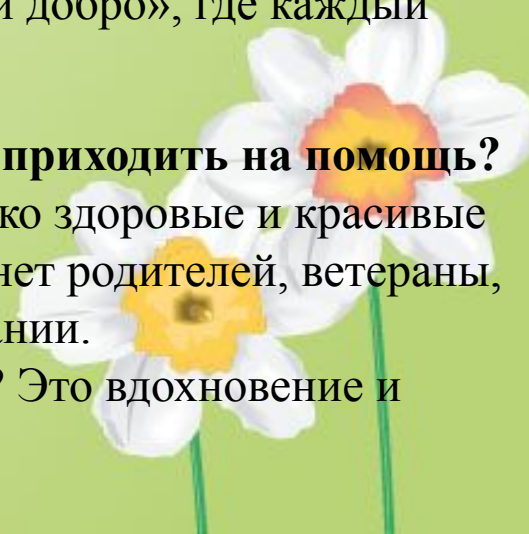 и добро», где каждый
приходить на помощь?
ко здоровые и красивые
нет родителей, ветераны,
нии.
? Это вдохновение и